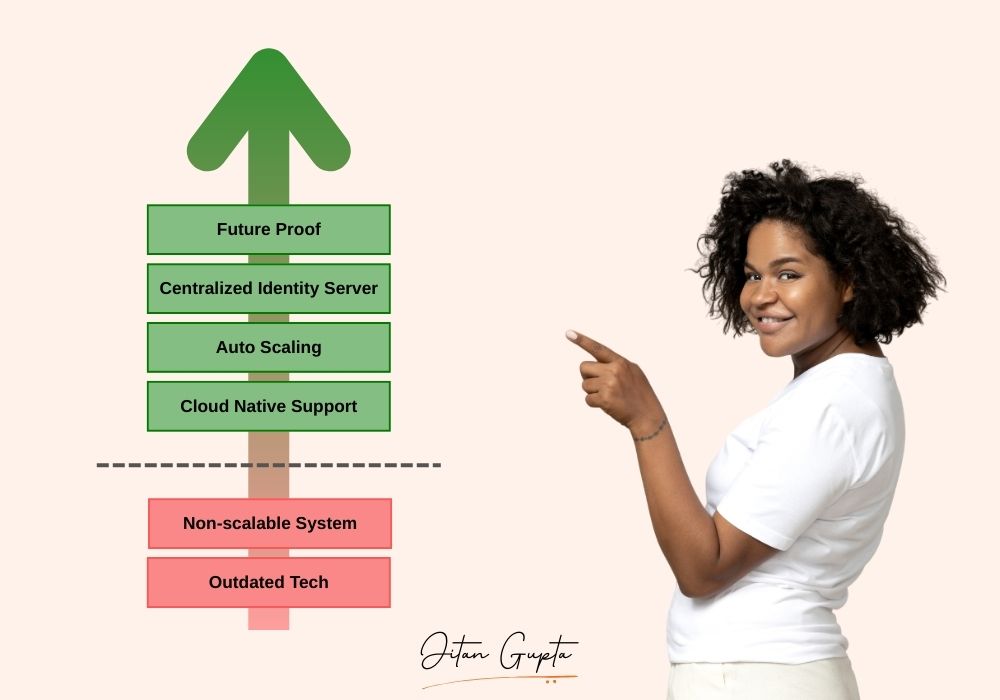 Future Proof
Centralized Identity Server
Auto Scaling
Cloud Native Support
Non-scalable System
Outdated Tech
Jitan Gupta